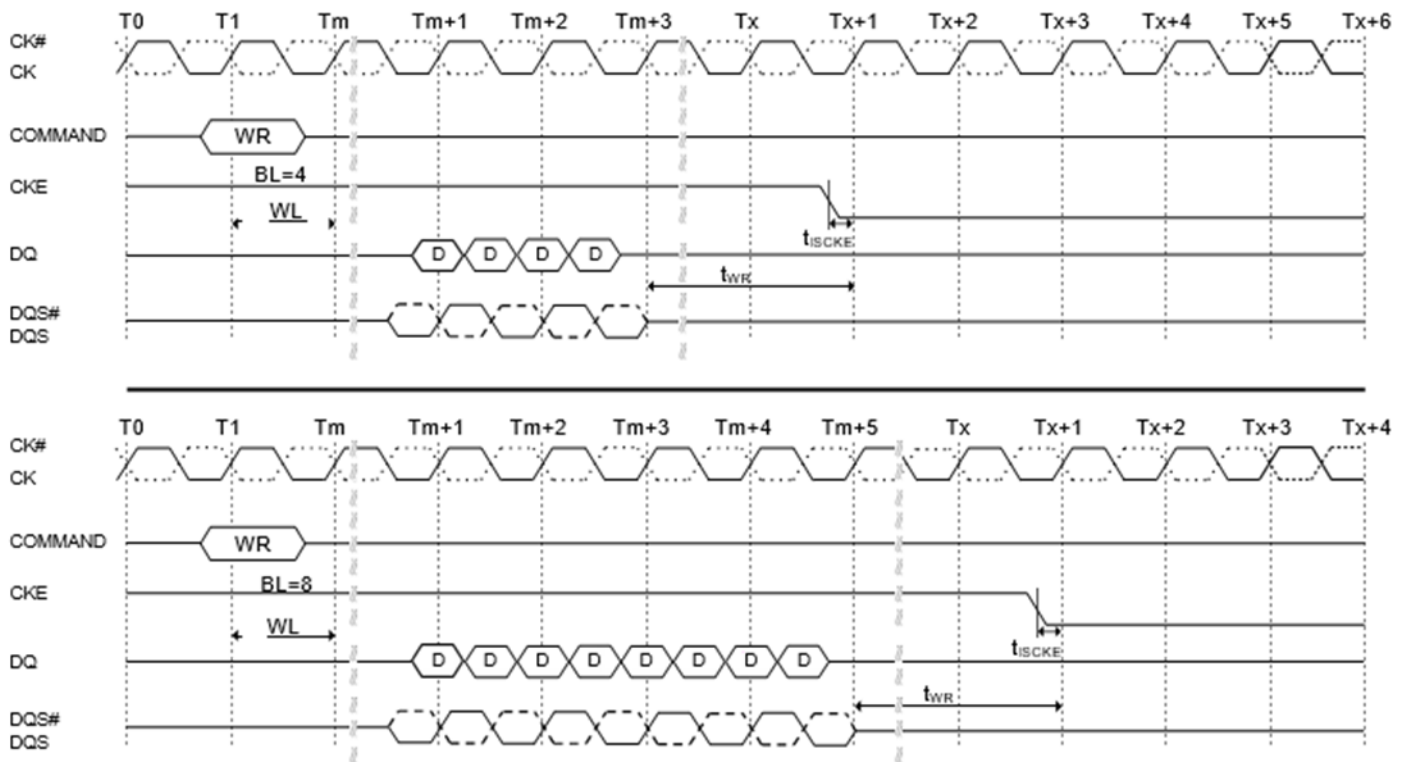 T0 T1 Tm Tm+1 Tm+2 Tm+3 Tx Tx+1 Tx+2 Tx+3 Tx+4 Tx+5 Tx+6
CK#
CK
COMMAND WR
BL=4
CKE
WL
tISCKE
DQ D D D D
tWR
DQS#
DQS
T0 T1 Tm Tm+1 Tm+2 Tm+3 Tm+4 Tm+5 Tx Tx+1 Tx+2 Tx+3 Tx+4
CK#
CK
COMMAND WR
BL=8
CKE
WL
tISCKE
DQ D D D D D D D D
tWR
DQS#
DQS